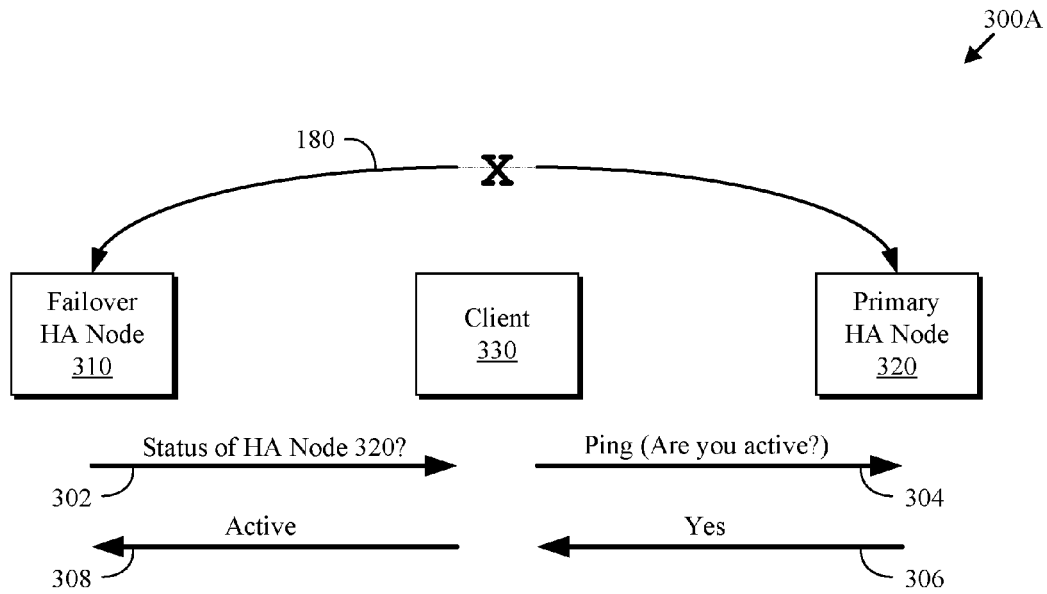 300A
180
X
Failover
HA Node
310
Client
330
Primary
HA Node
320
Status of HA Node 320?
Ping (Are you active?)
302
304
Active
Yes
308
306